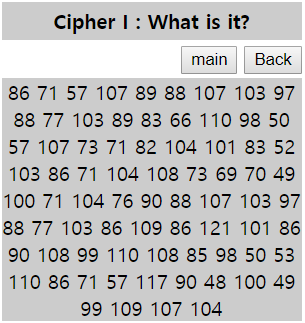 Cipher I : What is it?
main Back
86 71 57 107 89 88 107 103 97
88 77 103 89 83 66 110 98 50
57 107 73 71 82 104 101 83 52
103 86 71 104 108 73 69 70 49
100 71 104 76 90 88 107 103 97
88 77 103 86 109 86 121 101 86
90 108 99 110 108 85 98 50 53
110 86 71 57 117 90 48 100 49
99 109 107 104